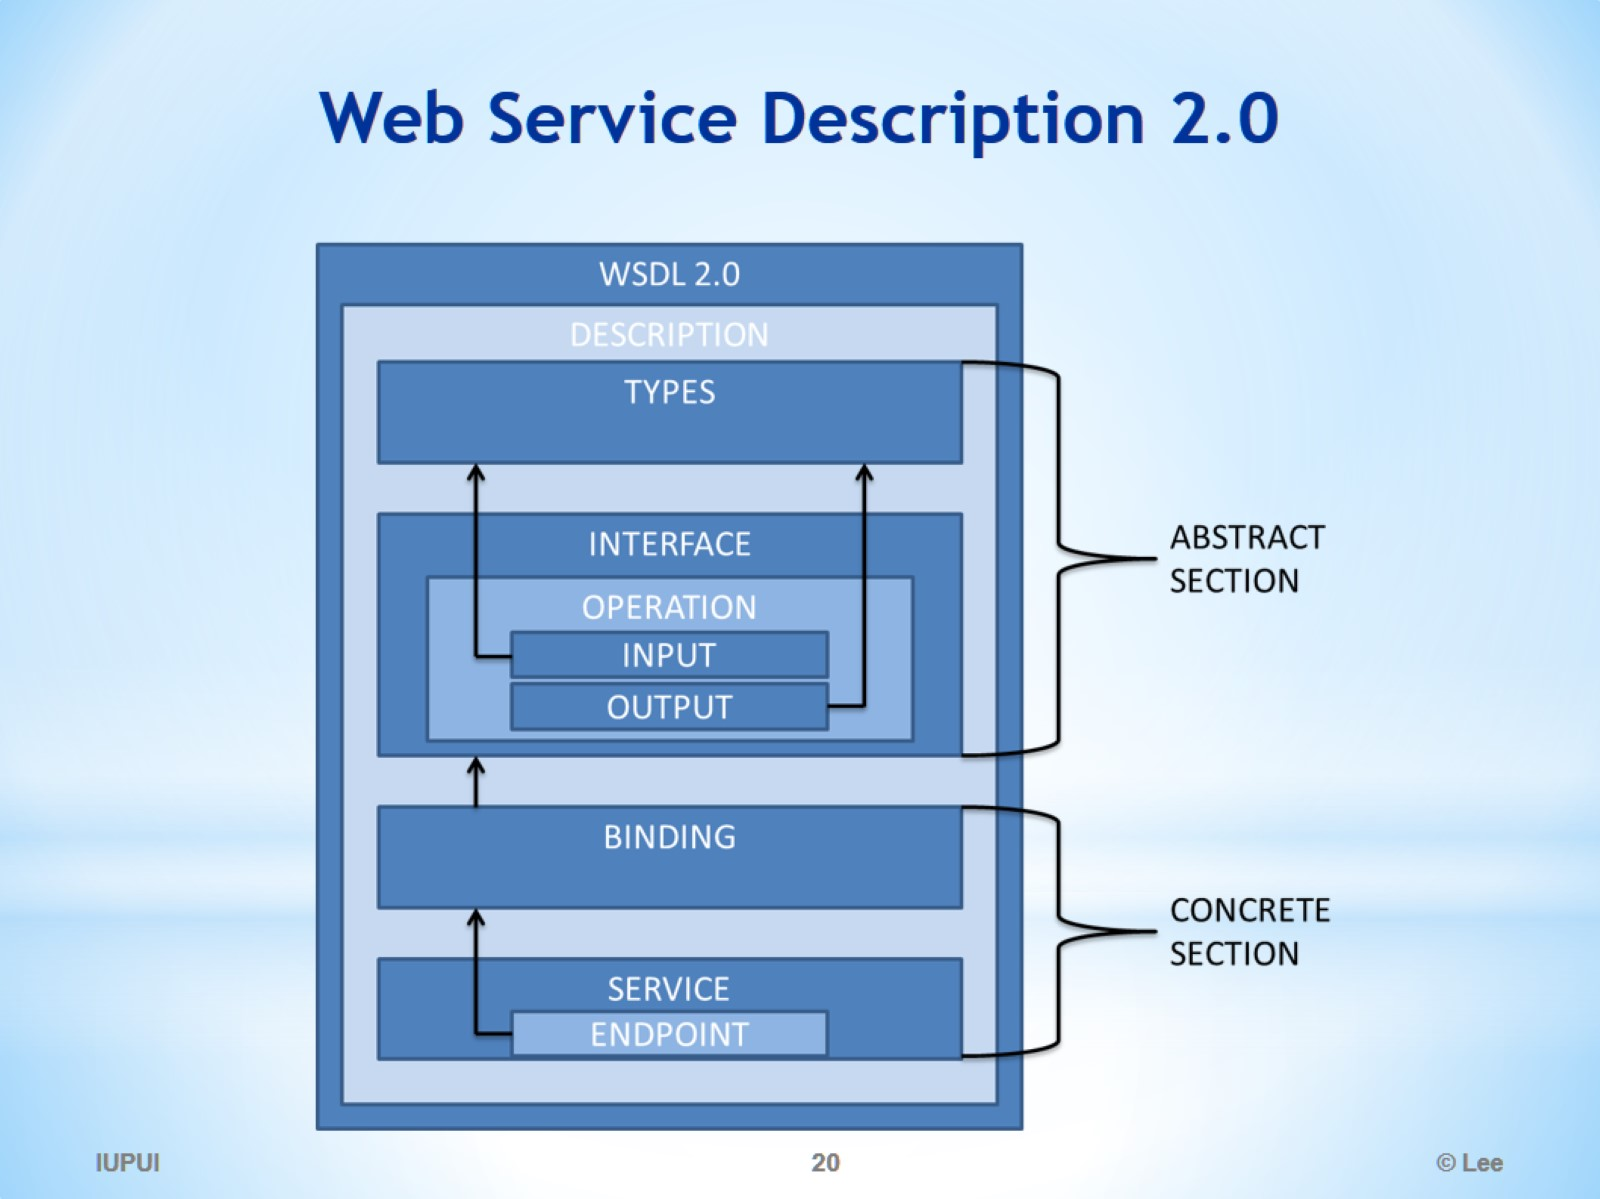 Web Service Description 2.0
WSDL 2.0
DESCRIPTION
TYPES
INTERFACE
OPERATION
INPUT
OUTPUT
BINDING
SERVICE
ENDPOINT
ABSTRACT
SECTION
CONCRETE
SECTION
IUPUI
20
© Lee